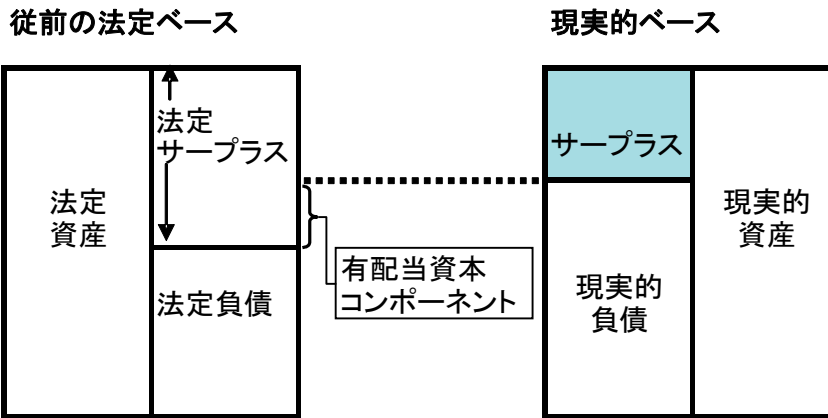 従前の法定ベース
現実的ベース
法定
資産
法定
サープラス
法定負債
有配当資本
コンポーネント
サープラス
現実的
負債
現実的
資産